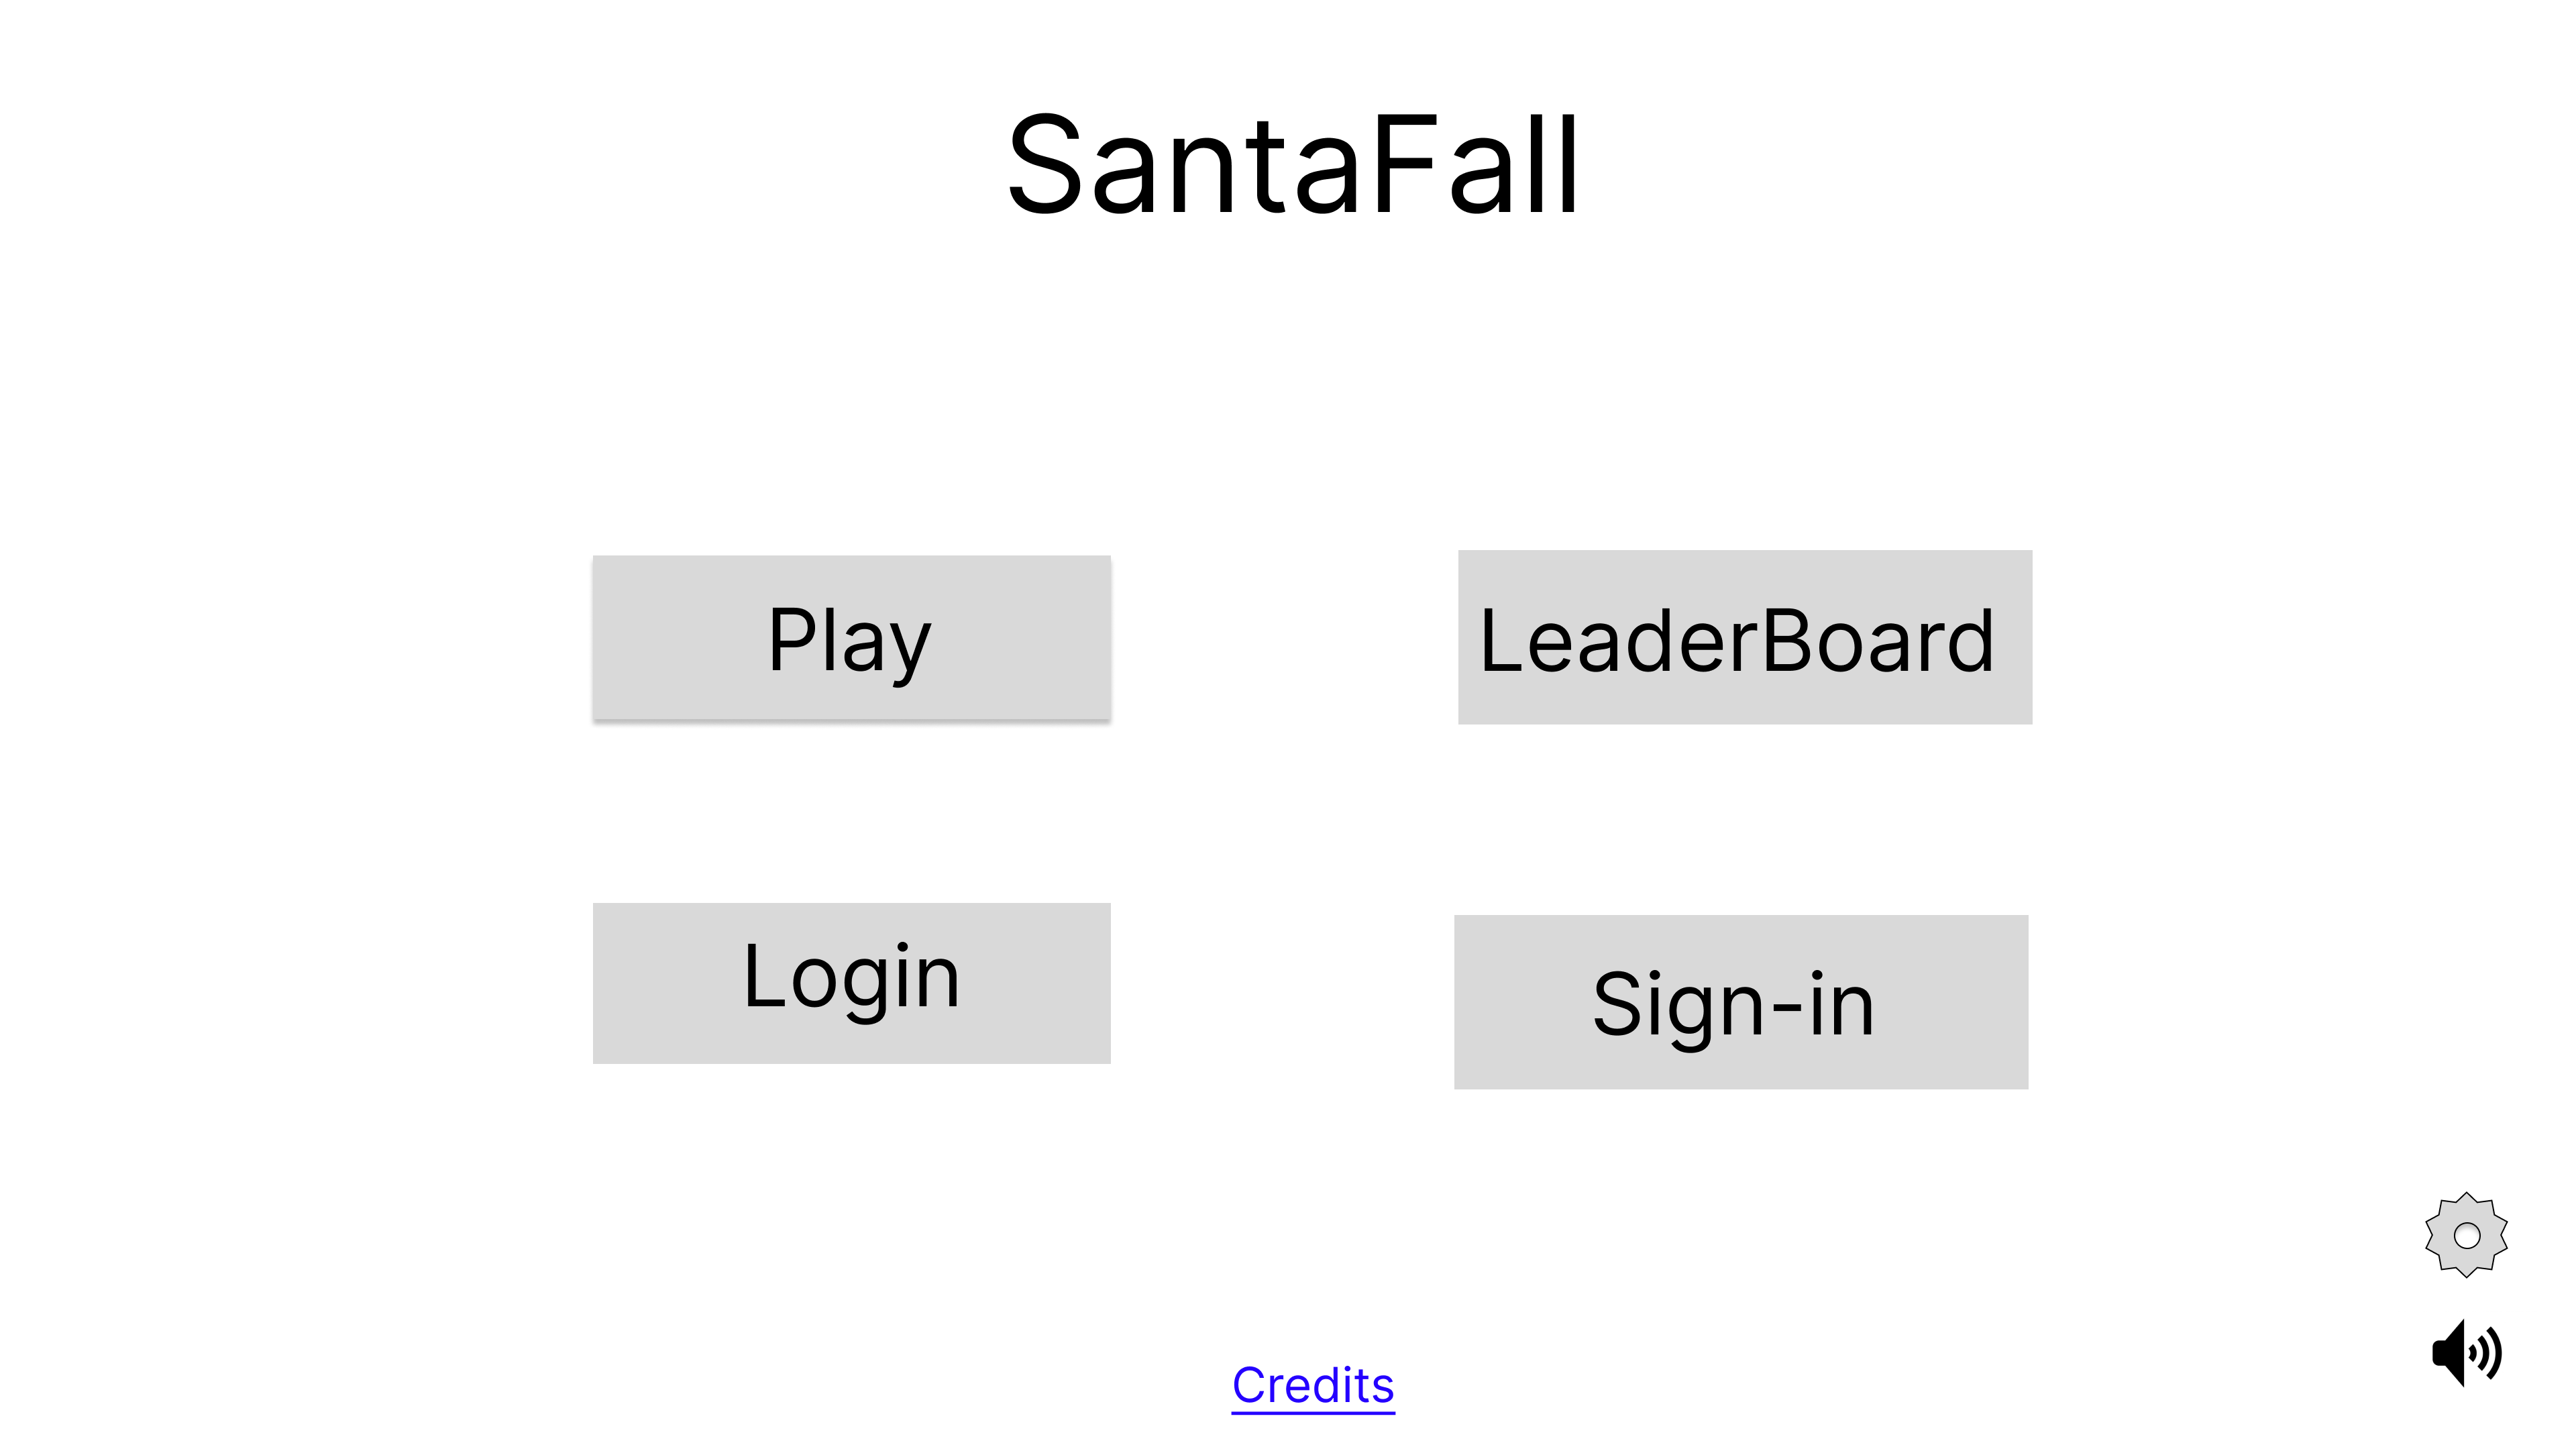 SantaFall
Play
LeaderBoard
Login
Sign-in
Credits